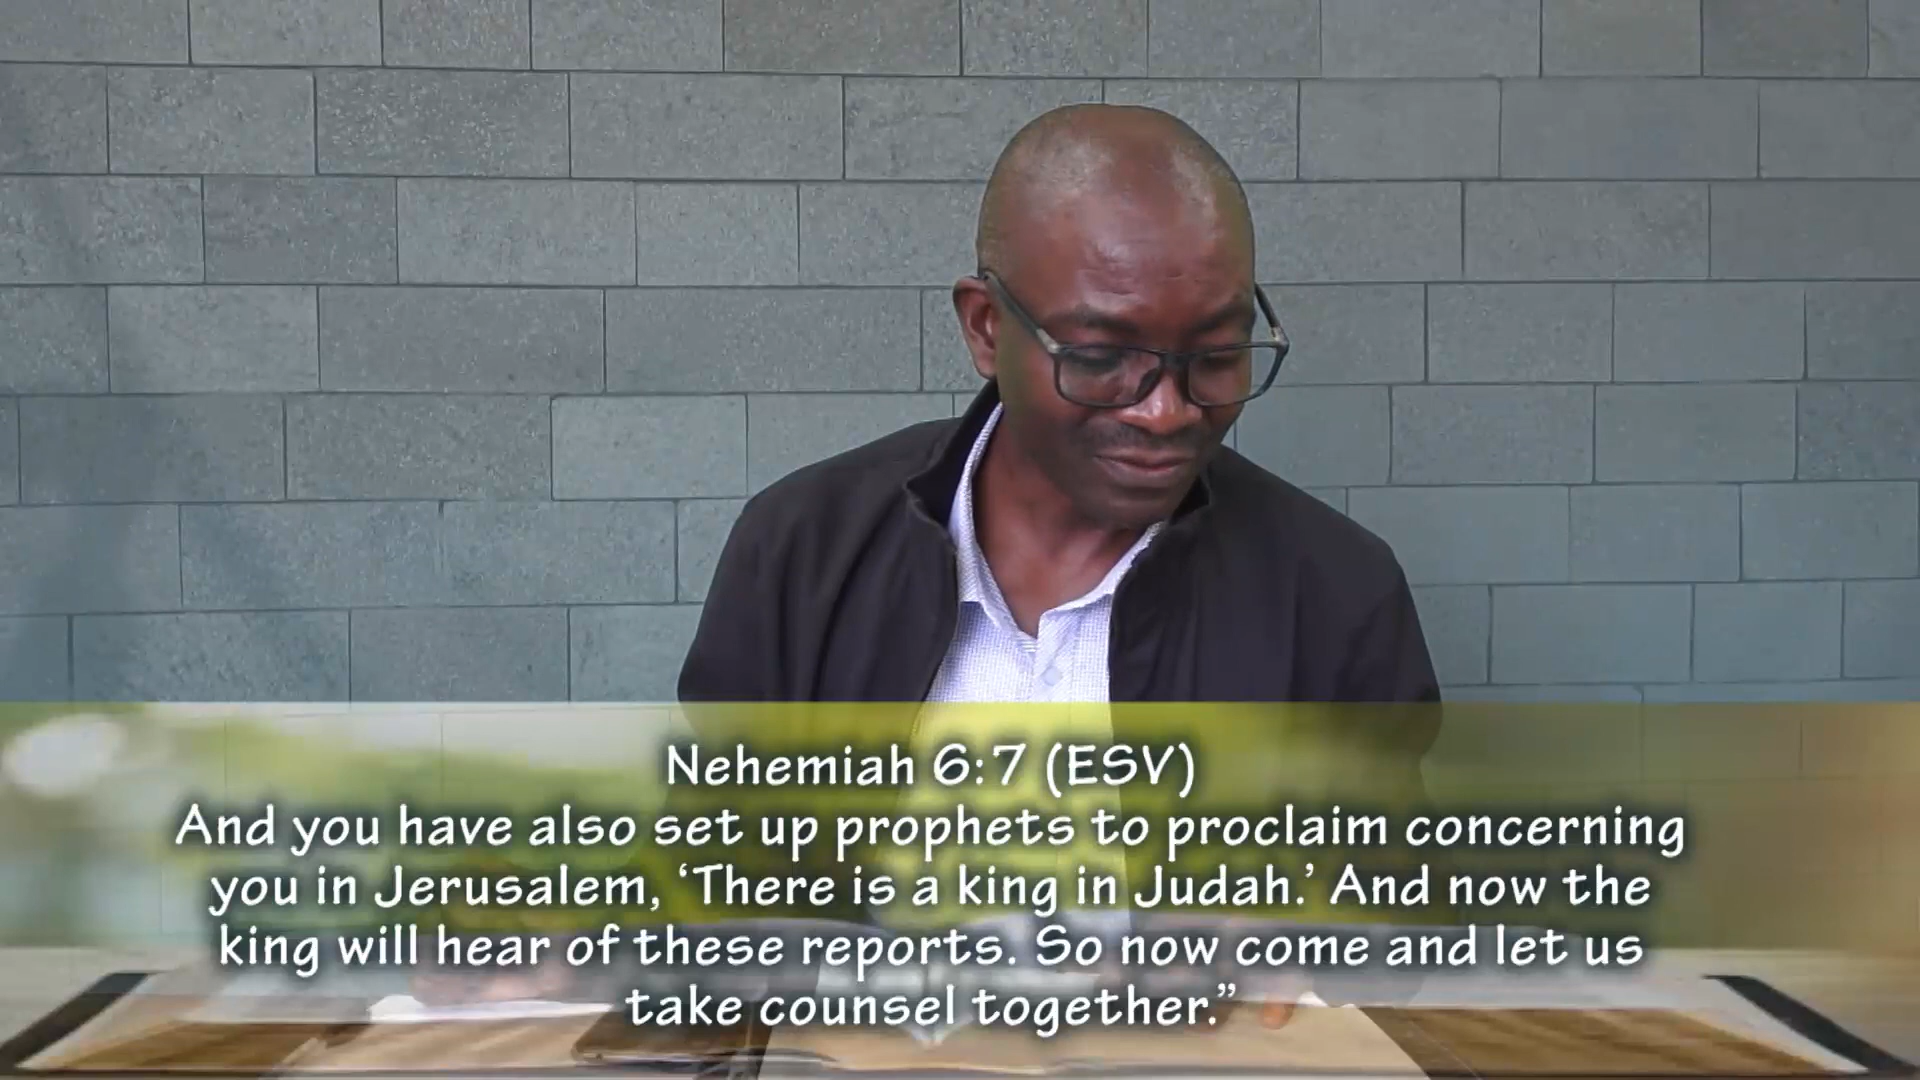 Nehemiah 6:7 (ESV)
And you have also set up prophets to proclaim concerning
you in Jerusalem, ‘There is a king in Judah.’ And now the
king will hear of these reports. So now come and let us
take counsel together.”